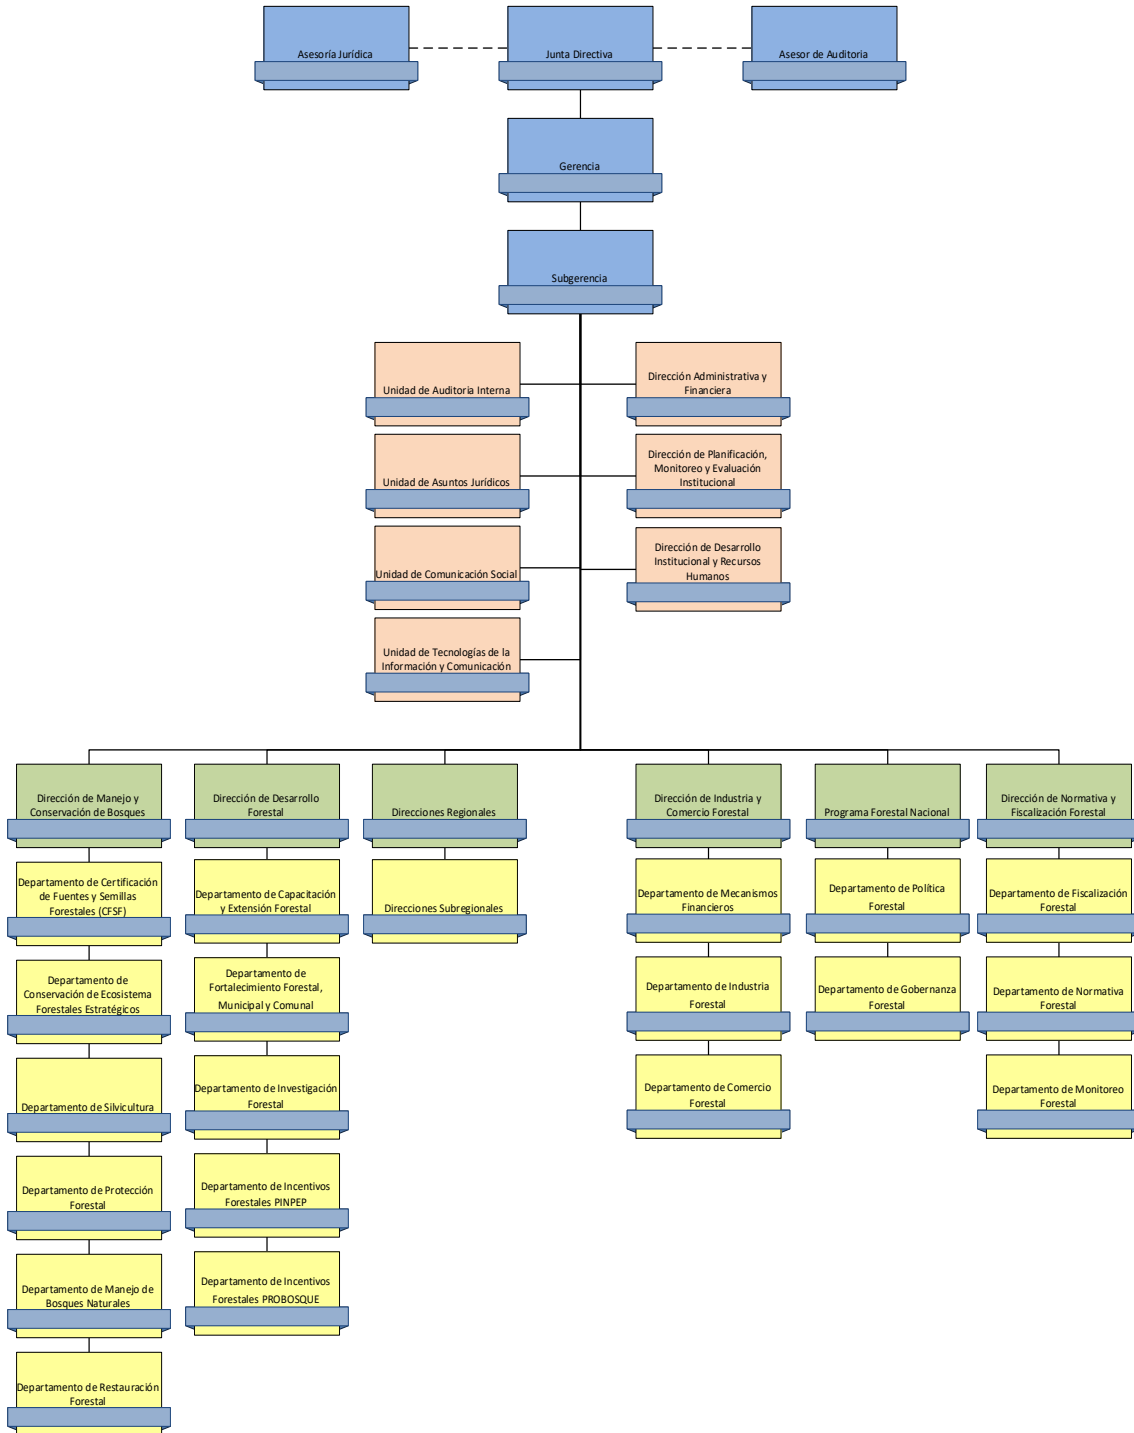 Asesoría Jurídica
Junta Directiva
Asesor de Auditoria
Gerencia
Subgerencia
Unidad de Auditoria Interna
Dirección Administrativa y
Financiera
Unidad de Asuntos Jurídicos
Dirección de Planificación,
Monitoreo y Evaluación
Institucional
Unidad de Comunicación Social
Dirección de Desarrollo
Institucional y Recursos
Humanos
Unidad de Tecnologías de la
Información y Comunicación
Dirección de Manejo y
Conservación de Bosques
Dirección de Desarrollo
Forestal
Direcciones Regionales
Dirección de Industria y
Comercio Forestal
Programa Forestal Nacional
Dirección de Normativa y
Fiscalización Forestal
Departamento de Certificación
de Fuentes y Semillas
Forestales (CFSF)
Departamento de Capacitación
y Extensión Forestal
Direcciones Subregionales
Departamento de Mecanismos
Financieros
Departamento de Política
Forestal
Departamento de Fiscalización
Forestal
Departamento de
Conservación de Ecosistema
Forestales Estratégicos
Departamento de
Fortalecimiento Forestal,
Municipal y Comunal
Departamento de Industria
Forestal
Departamento de Gobernanza
Forestal
Departamento de Normativa
Forestal
Departamento de Silvicultura
Departamento de Investigación
Forestal
Departamento de Comercio
Forestal
Departamento de Monitoreo
Forestal
Departamento de Protección
Forestal
Departamento de Incentivos
Forestales PINPEP
Departamento de Manejo de
Bosques Naturales
Departamento de Incentivos
Forestales PROBOSQUE
Departamento de Restauración
Forestal